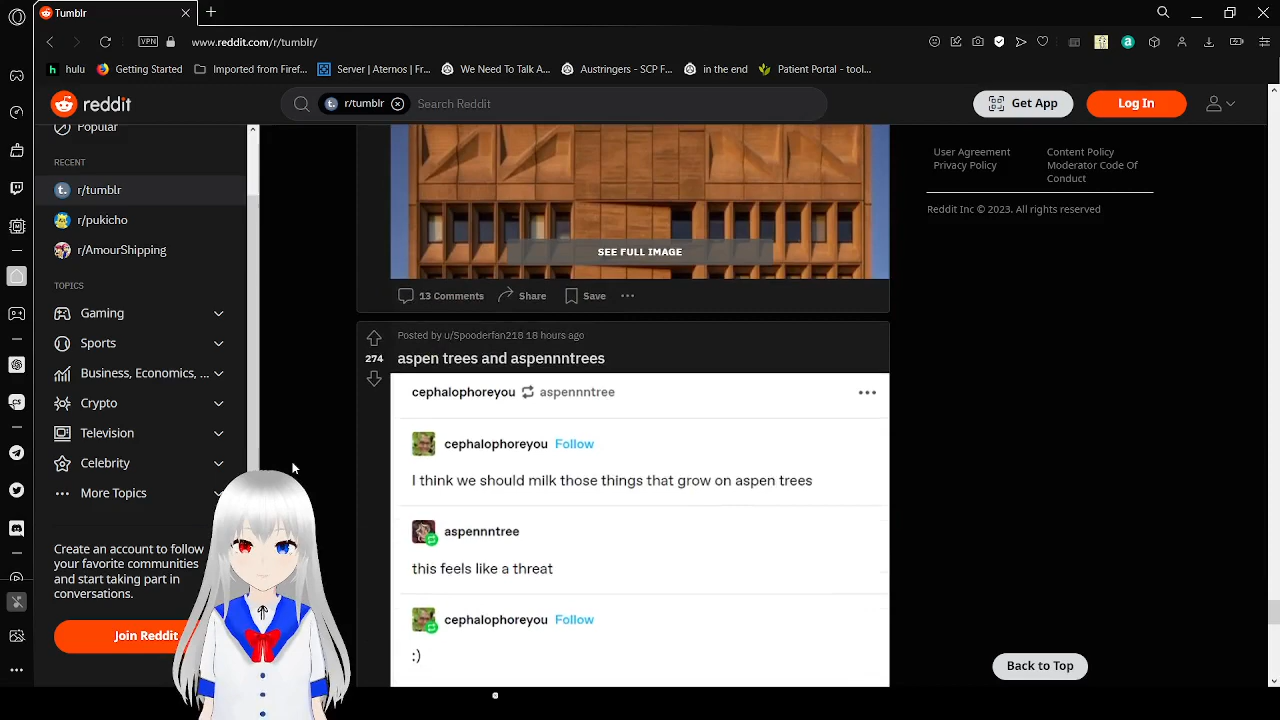 Tumblr
VPN
www.reddit.com/r/tumblr/
hulu
Getting Started
Imported from Firef...
Server | Aternos | Fr...
We Need To Talk A...
Austringers - SCP F...
in the end
Patient Portal - tool...
reddit
r/tumblr
Search Reddit
Get App
Log In
Popular
RECENT
r/tumblr
r/pukicho
r/AmourShipping
TOPICS
Gaming
Sports
Business, Economics, ...
Crypto
Television
Celebrity
More Topics
Create an account to follow
your favorite communities
and start taking part in
conversations.
Join Reddit
SEE FULL IMAGE
13 Comments
Share
Save
Posted by u/Spooderfan218 18 hours ago
274
aspen trees and aspennntrees
cephalophoreyou
aspennntree
cephalophoreyou Follow
I think we should milk those things that grow on aspen trees
aspennntree
this feels like a threat
cephalophoreyou Follow
:)
User Agreement
Privacy Policy
Content Policy
Moderator Code Of
Conduct
Reddit Inc © 2023. All rights reserved
Back to Top